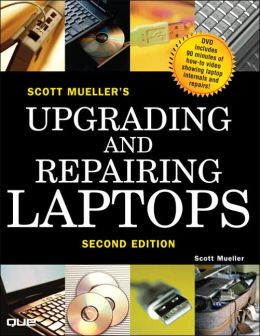 DVD
includes
90 minutes of
how-to video
showing laptop
internals and
repairs!
SCOTT MUELLER'S
UPGRADING
AND
REPAIRING
LAPTOPS
SECOND EDITION
Scott Mueller
QUE